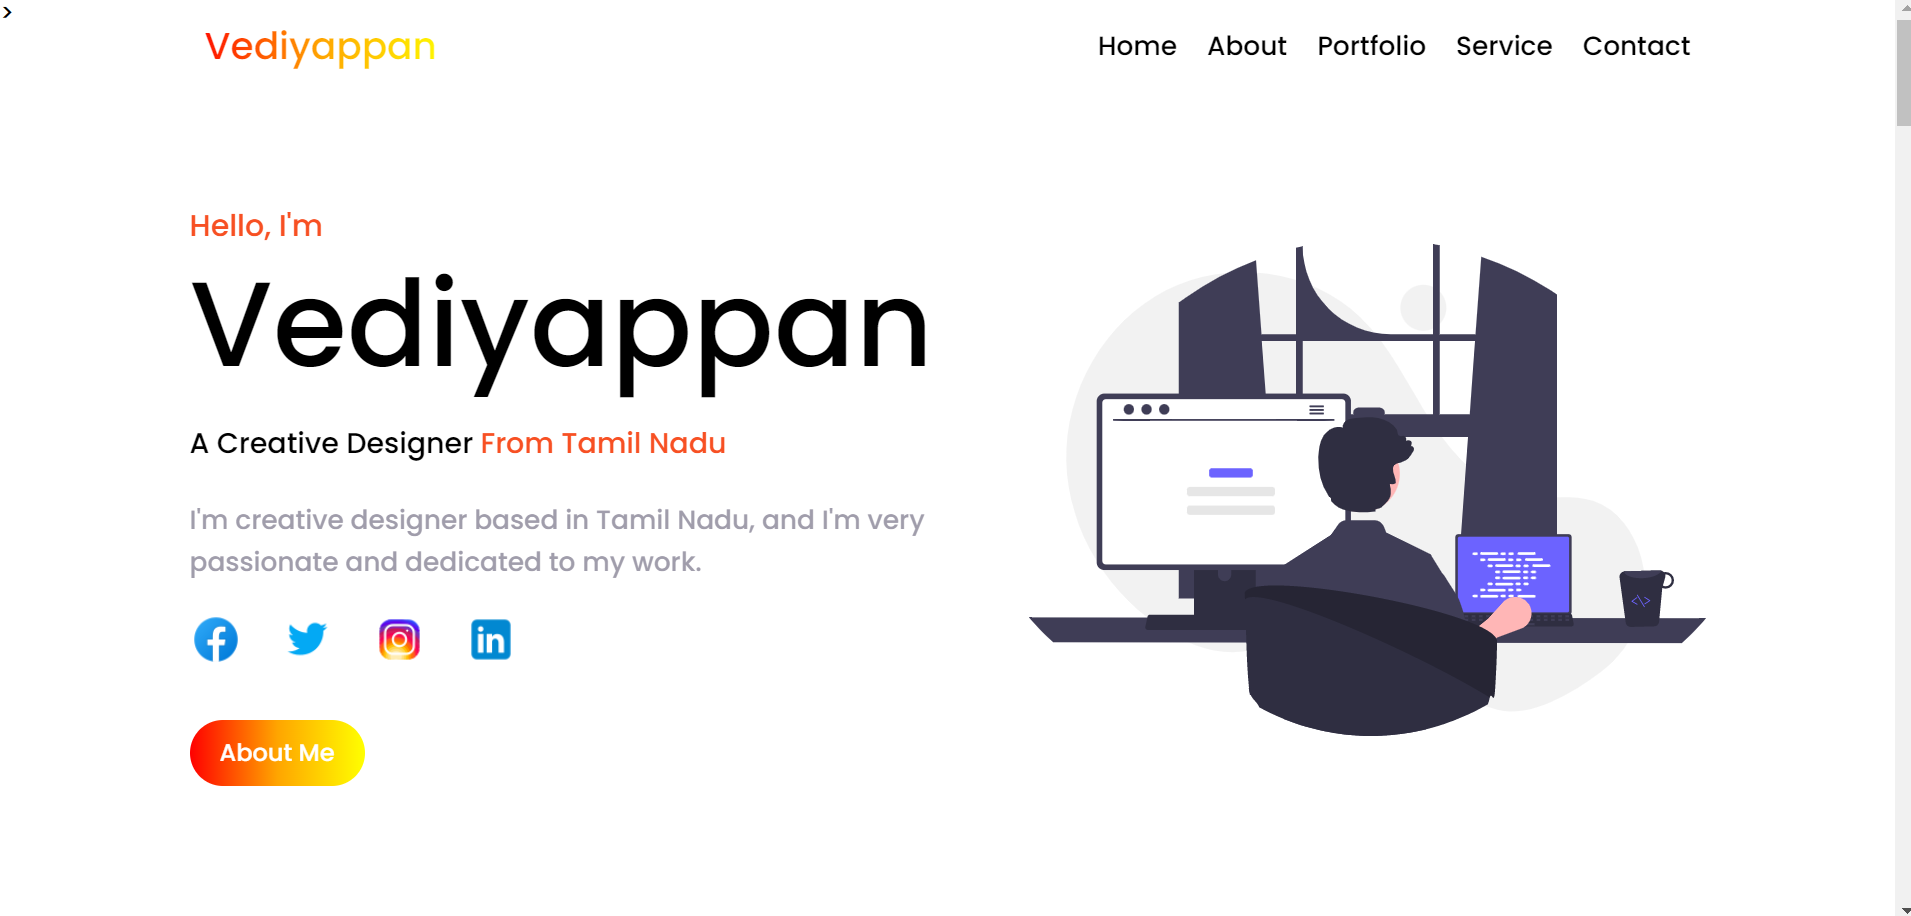 >
Vediyappan
Home About Portfolio Service Contact
Hello, I'm
Vediyappan
A Creative Designer From Tamil Nadu
I'm creative designer based in Tamil Nadu, and I'm very
passionate and dedicated to my work.
About Me